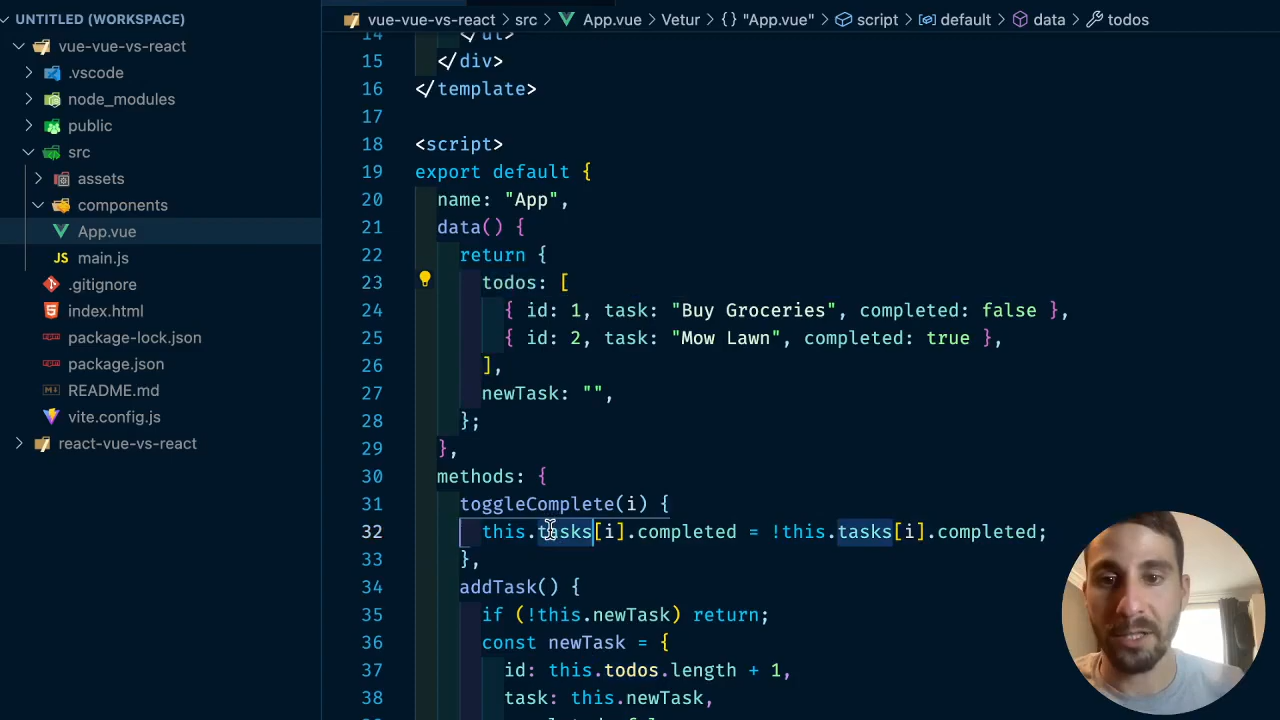 UNTITLED (WORKSPACE)
vue-vue-vs-react
.vscode
node_modules
public
src
assets
components
App.vue
main.js
.gitignore
index.html
package-lock.json
package.json
README.md
vite.config.js
react-vue-vs-react
vue-vue-vs-react > src > App.vue > Vetur > {} "App.vue" > script > default > data > todos
14 </ul>
15 </div>
16 </template>
17
18 <script>
19 export default {
20 name: "App",
21 data() {
22 return {
23 todos: [
24 { id: 1, task: "Buy Groceries", completed: false },
25 { id: 2, task: "Mow Lawn", completed: true },
26 ],
27 newTask: "",
28 };
29 },
30 methods: {
31 toggleComplete(i) {
32 this.tasks[i].completed = !this.tasks[i].completed;
33 },
34 addTask() {
35 if (!this.newTask) return;
36 const newTask = {
37 id: this.todos.length + 1,
38 task: this.newTask,